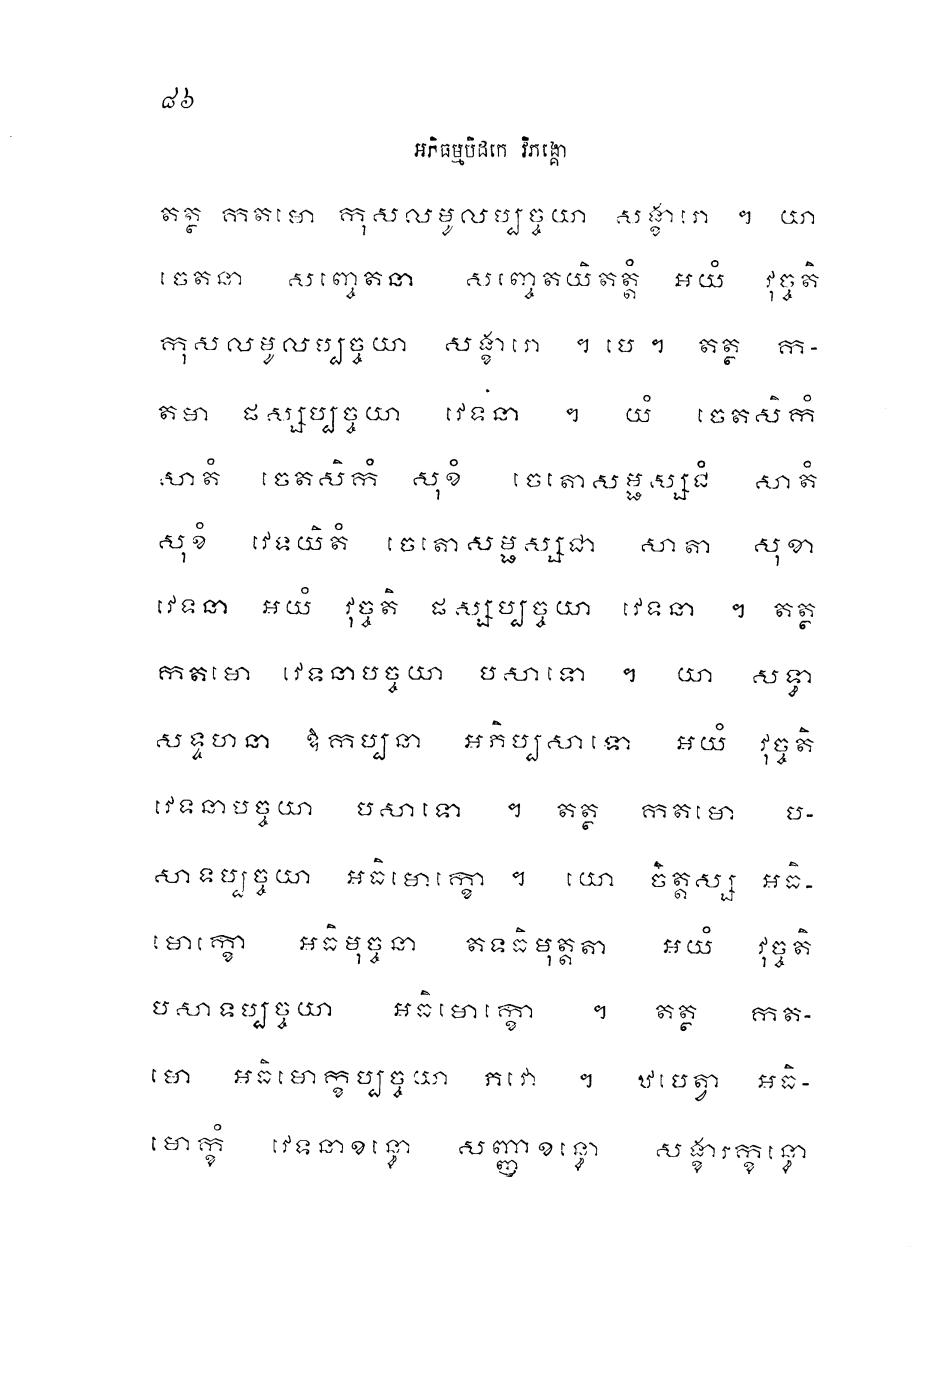 ៨៦
អភិធម្មបិដកេ វិភង្គោ
តត្ថ កតមោ កុសលមូលប្បច្ចយា សង្ខារោ ។ យា
ចេតនា សញ្ចេតនា សញ្ចេតយិតត្តំ អយំ វុច្ចតិ
កុសលមូលប្បច្ចយា សង្ខារោ ។ បេ ។ តត្ថ ក-
តមា ផស្សប្បច្ចយា វេទនា ។ យំ ចេតសិកំ
សាតំ ចេតសិកំ សុខំ ចេតោសម្ផស្សជំ សាតំ
សុខំ វេទយិតំ ចេតោសម្ផស្សជា សាតា សុខា
វេទនា អយំ វុច្ចតិ ផស្សប្បច្ចយា វេទនា ។ តត្ថ
កតមោ វេទនាបច្ចយា បសាទោ ។ យា សទ្ធា
សទ្ទហនា ឱកប្បនា អភិប្បសាទោ អយំ វុច្ចតិ
វេទនាបច្ចយា បសាទោ ។ តត្ថ កតមោ ប-
សាទប្បច្ចយា អធិមោក្ខោ ។ យោ ចិត្តស្ស អធិ-
មោក្ខោ អធិមុច្ចនា តទធិមុត្តតា អយំ វុច្ចតិ
បសាទប្បច្ចយា អធិមោក្ខោ ។ តត្ថ កត-
មោ អធិមោក្ខប្បច្ចយា ភវោ ។ ឋបេត្វា អធិ-
មោក្ខំ វេទនាខន្ធោ សញ្ញាខន្ធោ សង្ខារក្ខន្ធោ